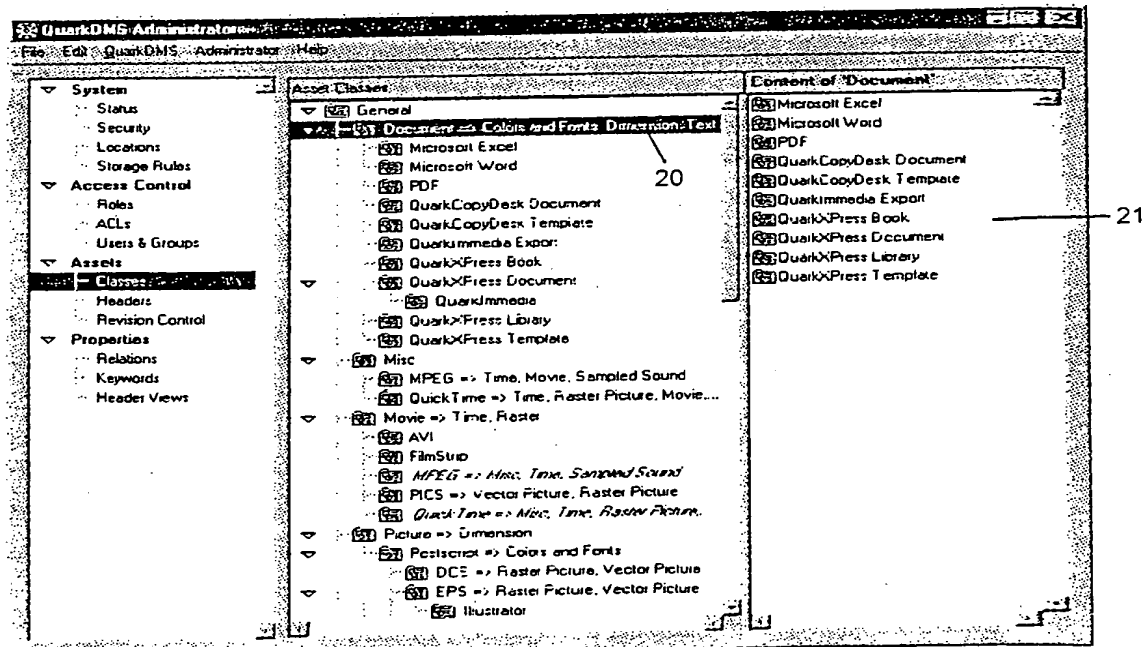 QuarkDMS Administrator
File Edit QuarkDMS Administrator Help
System
Status
Security
Locations
Storage Rules
Access Control
Roles
ACLs
Users & Groups
Assets
Classes
Headers
Revision Control
Properties
Relations
Keywords
Header Views
Asset Classes
General
Document => Colors and Fonts, Dimension, Text
Microsoft Excel
Microsoft Word
PDF
QuarkCopyDesk Document
QuarkCopyDesk Template
QuarkImmedia Export
QuarkXPress Book
QuarkXPress Document
QuarkImmedia
QuarkXPress Library
QuarkXPress Template
Misc
MPEG => Time, Movie, Sampled Sound
QuickTime => Time, Raster Picture, Movie,...
Movie => Time, Raster
AVI
FilmStrip
MPEG => Misc, Time, Sampled Sound
PICS => Vector Picture, Raster Picture
QuickTime => Misc, Time, Raster Picture,
Picture => Dimension
Postscript => Colors and Fonts
DCE => Raster Picture, Vector Picture
EPS => Raster Picture, Vector Picture
Illustrator
20
Content of "Document"
Microsoft Excel
Microsoft Word
PDF
QuarkCopyDesk Document
QuarkCopyDesk Template
QuarkImmedia Export
QuarkXPress Book
QuarkXPress Document
QuarkXPress Library
QuarkXPress Template
21